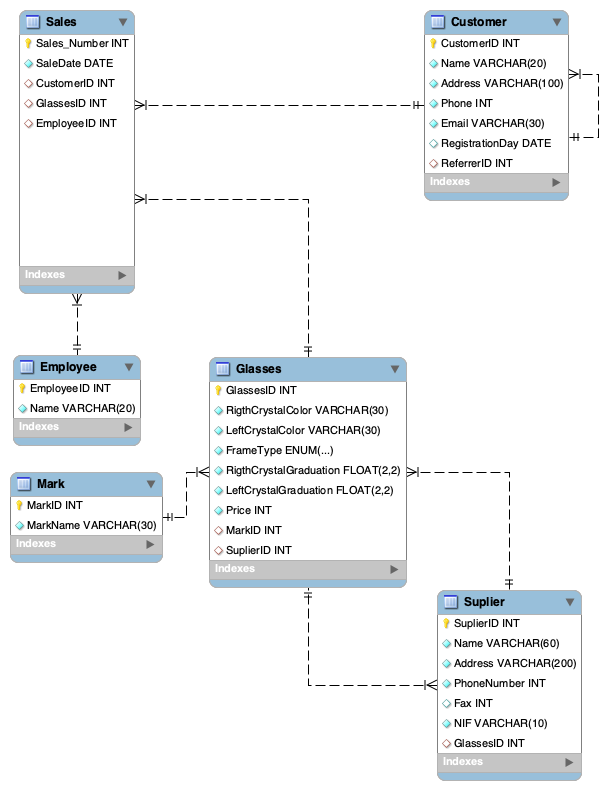 Sales
Sales_Number INT
SaleDate DATE
CustomerID INT
GlassesID INT
EmployeeID INT
Indexes
Customer
CustomerID INT
Name VARCHAR(20)
Address VARCHAR(100)
Phone INT
Email VARCHAR(30)
RegistrationDay DATE
ReferrerID INT
Indexes
Employee
EmployeeID INT
Name VARCHAR(20)
Indexes
Glasses
GlassesID INT
RigthCrystalColor VARCHAR(30)
LeftCrystalColor VARCHAR(30)
FrameType ENUM(...)
RigthCrystalGraduation FLOAT(2,2)
LeftCrystalGraduation FLOAT(2,2)
Price INT
MarkID INT
SuplierID INT
Indexes
Mark
MarkID INT
MarkName VARCHAR(30)
Indexes
Suplier
SuplierID INT
Name VARCHAR(60)
Address VARCHAR(200)
PhoneNumber INT
Fax INT
NIF VARCHAR(10)
GlassesID INT
Indexes